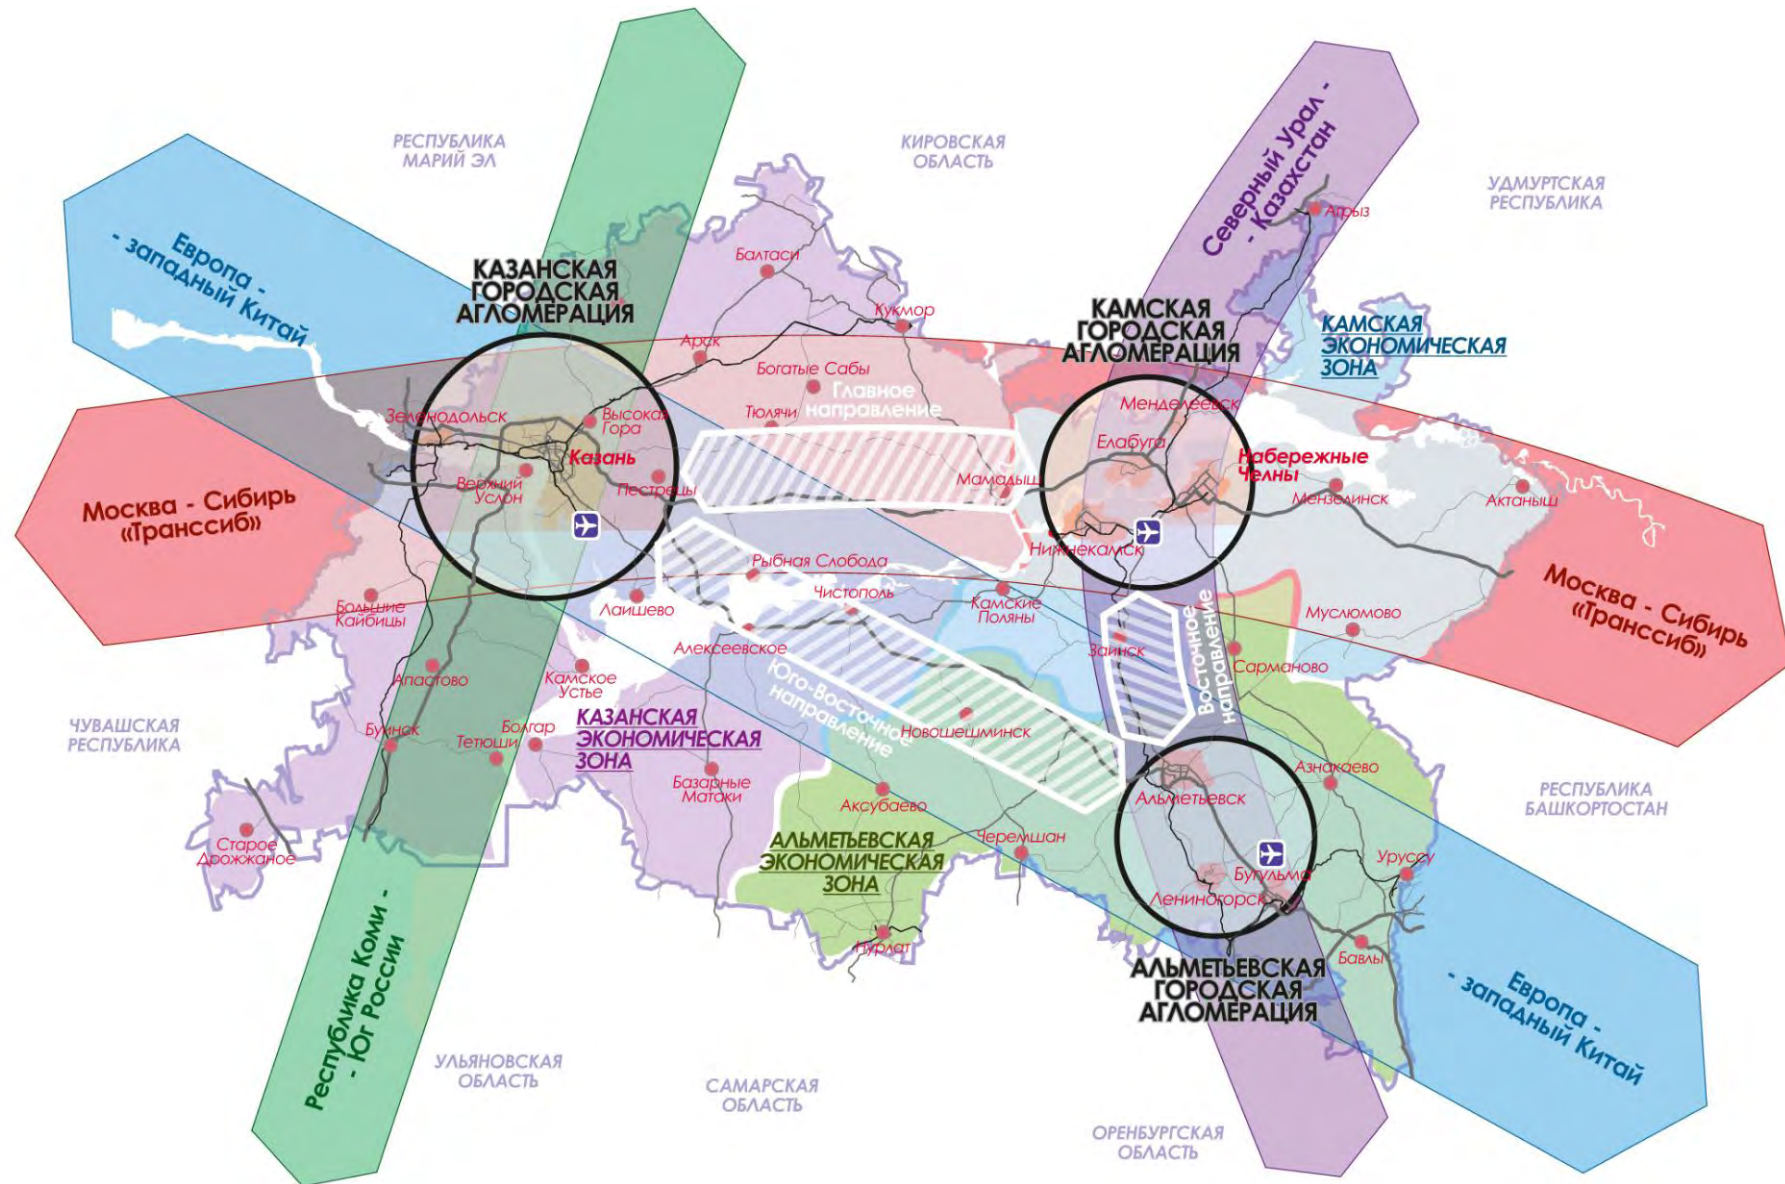 РЕСПУБЛИКА
МАРИЙ ЭЛ
КИРОВСКАЯ
ОБЛАСТЬ
УДМУРТСКАЯ
РЕСПУБЛИКА
Северный Урал -
- Казахстан
Агрыз
Европа -
- западный Китай
КАЗАНСКАЯ
ГОРОДСКАЯ
АГЛОМЕРАЦИЯ
Балтаси
Кукмор
КАМСКАЯ
ГОРОДСКАЯ
АГЛОМЕРАЦИЯ
КАМСКАЯ
ЭКОНОМИЧЕСКАЯ
ЗОНА
Арск
Богатые Сабы
Главное
направление
Тюлячи
Зеленодольск
Высокая
Гора
Менделеевск
Елабуга
Казань
Набережные
Челны
Верхний
Услон
Пестрецы
Мамадыш
Мензелинск
Актаныш
Москва - Сибирь
«Транссиб»
Нижнекамск
Рыбная Слобода
Чистополь
Лаишево
Камские
Поляны
Большие
Кайбицы
Муслюмово
Москва - Сибирь
«Транссиб»
Алексеевское
Заинск
Восточное
направление
Сарманово
Апастово
Камское
Устье
Юго-Восточное
направление
ЧУВАШСКАЯ
РЕСПУБЛИКА
Буинск
Тетюши
Болгар
КАЗАНСКАЯ
ЭКОНОМИЧЕСКАЯ
ЗОНА
Новошешминск
Базарные
Матаки
Аксубаево
Альметьевск
Азнакаево
РЕСПУБЛИКА
БАШКОРТОСТАН
Старое
Дрожжаное
АЛЬМЕТЬЕВСКАЯ
ЭКОНОМИЧЕСКАЯ
ЗОНА
Черемшан
Уруссу
Бугульма
Лениногорск
Нурлат
Бавлы
Республика Коми -
- Юг России
АЛЬМЕТЬЕВСКАЯ
ГОРОДСКАЯ
АГЛОМЕРАЦИЯ
Европа -
- западный Китай
УЛЬЯНОВСКАЯ
ОБЛАСТЬ
САМАРСКАЯ
ОБЛАСТЬ
ОРЕНБУРГСКАЯ
ОБЛАСТЬ